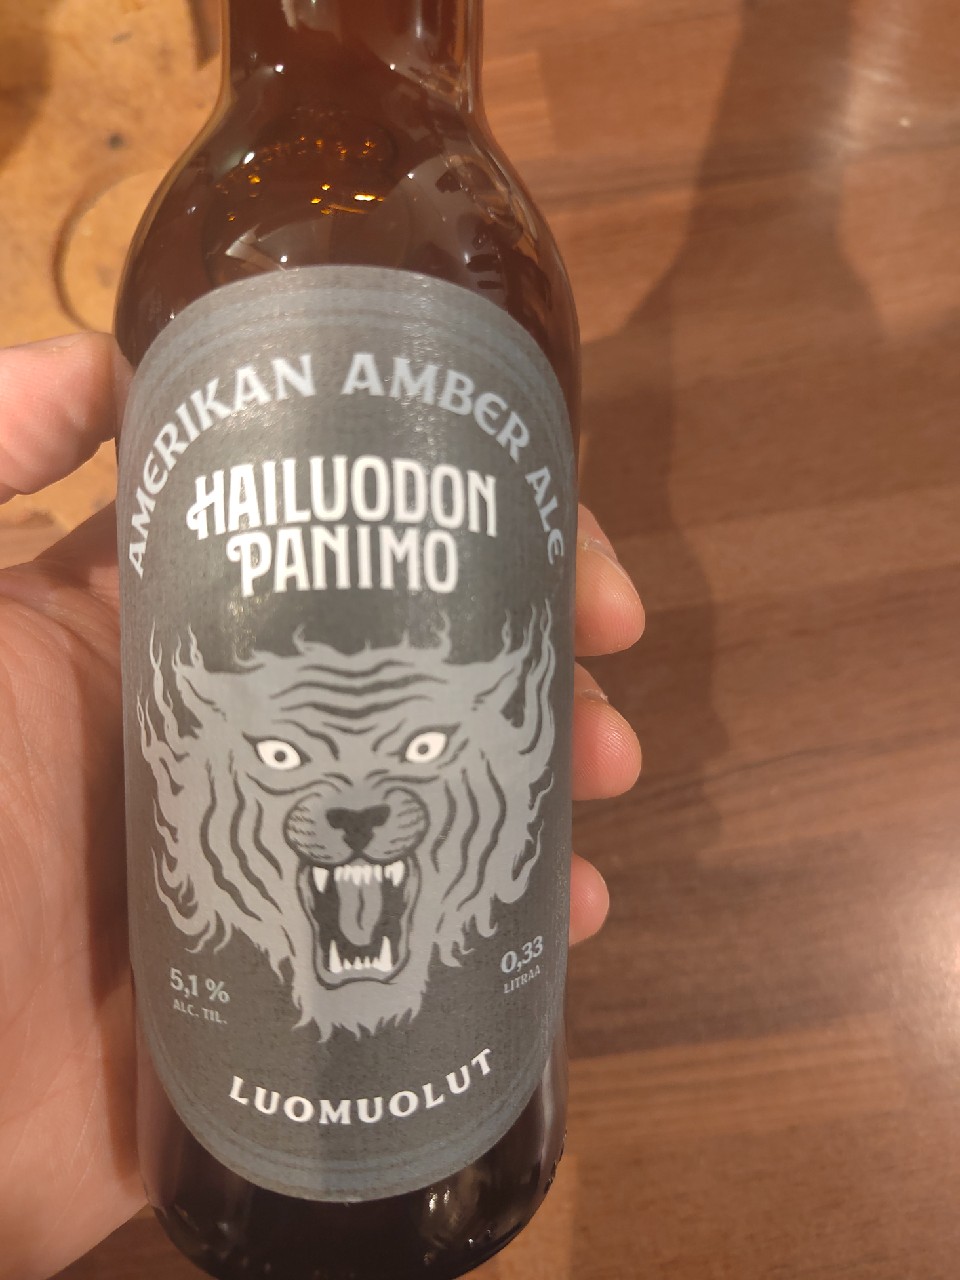 AMERIKAN AMBER ALE
HAILUODON
PANIMO
5,1 %
ALC. TIL.
0,33
LITRAA
LUOMUOLUT